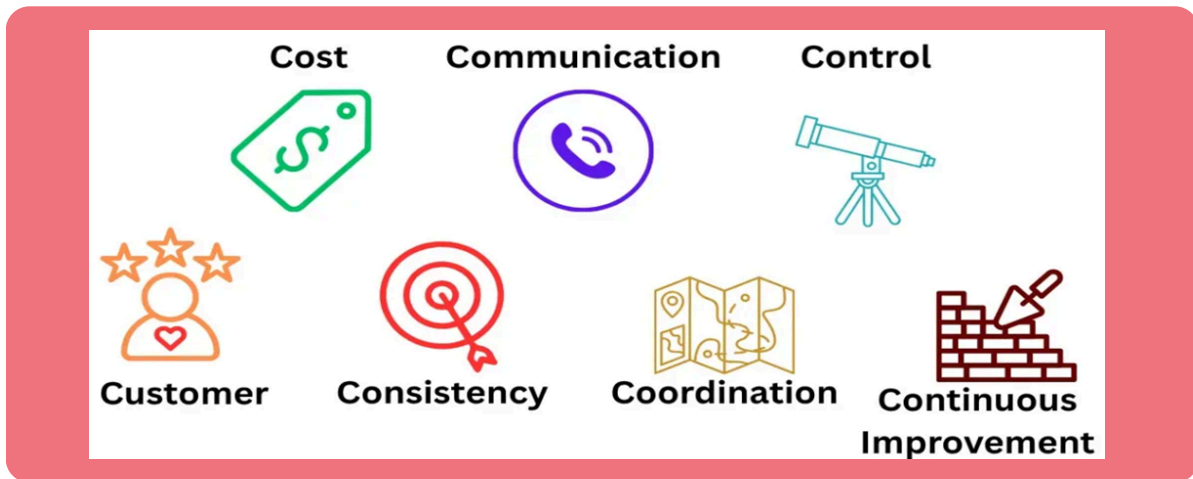 Cost
Communication
Control
Customer
Consistency
Coordination
Continuous
Improvement